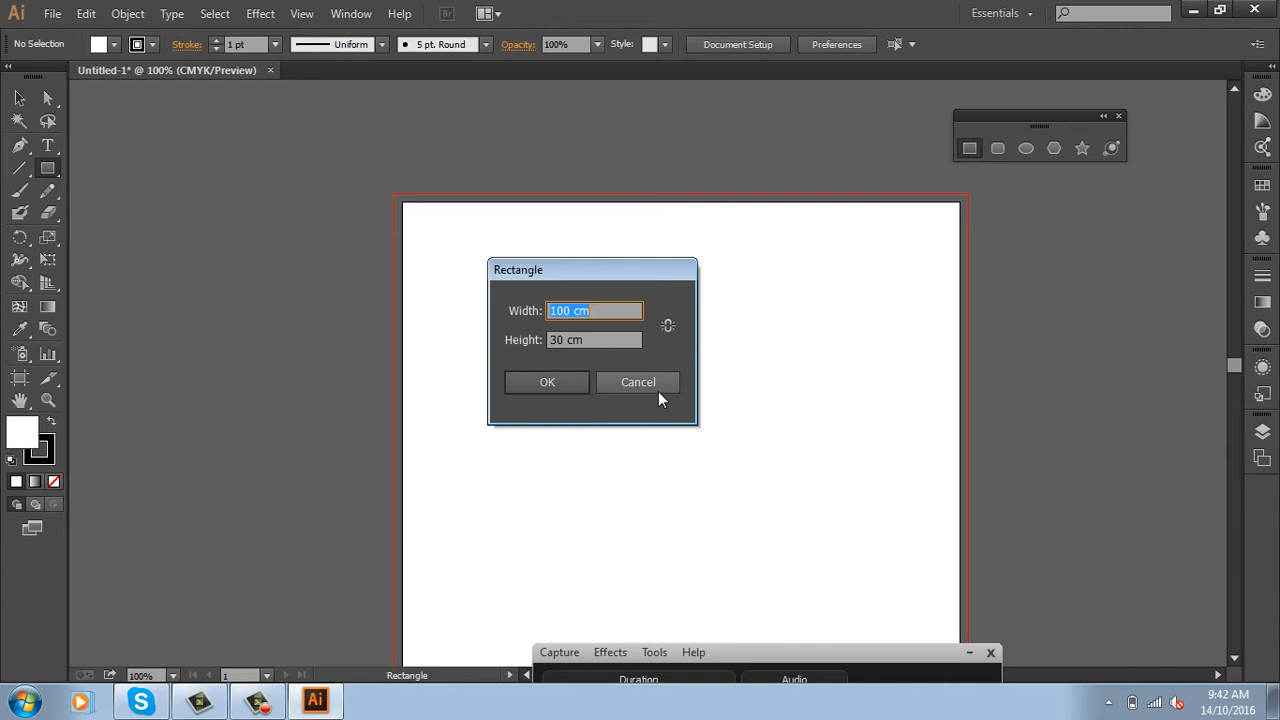 Ai File Edit Object Type Select Effect View Window Help Br Essentials
No Selection Stroke: 1 pt Uniform 5 pt. Round Opacity: 100% Style: Document Setup Preferences
Untitled-1* @ 100% (CMYK/Preview)
Rectangle
Width: 100 cm
Height: 30 cm
OK Cancel
Capture Effects Tools Help
100% 1 Rectangle
Duration Audio
Ai
9:42 AM
14/10/2016